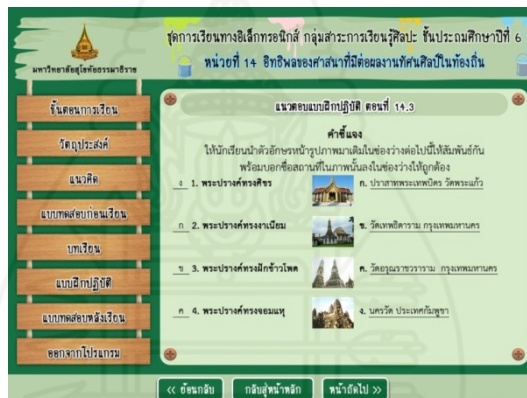 มหาวิทยาลัยสุโขทัยธรรมาธิราช
ชุดการเรียนทางอิเล็กทรอนิกส์ กลุ่มสาระการเรียนรู้ศิลปะ ชั้นประถมศึกษาปีที่ 6
หน่วยที่ 14 อิทธิพลของศาสนาที่มีต่อผลงานทัศนศิลป์ในท้องถิ่น
ขั้นตอนการเรียน
วัตถุประสงค์
แนวคิด
แบบทดสอบก่อนเรียน
บทเรียน
แบบฝึกปฏิบัติ
แบบทดสอบหลังเรียน
ออกจากโปรแกรม
แนวตอบแบบฝึกปฏิบัติ ตอนที่ 14.3
คำชี้แจง
ให้นักเรียนนำตัวอักษรหน้ารูปภาพมาเติมในช่องว่างต่อไปนี้ให้สัมพันธ์กัน
พร้อมบอกชื่อสถานที่ในภาพนั้นลงในช่องว่างให้ถูกต้อง
ง 1. พระปรางค์ทรงศิขร ก. ปราสาทพระเทพบิดร วัดพระแก้ว
ก 2. พระปรางค์ทรงงาเนียม ข. วัดเทพธิดาราม กรุงเทพมหานคร
ข 3. พระปรางค์ทรงฝักข้าวโพด ค. วัดอรุณราชวราราม กรุงเทพมหานคร
ค 4. พระปรางค์ทรงจอมแห ง. นครวัด ประเทศกัมพูชา
<< ย้อนกลับ กลับสู่หน้าหลัก หน้าถัดไป >>